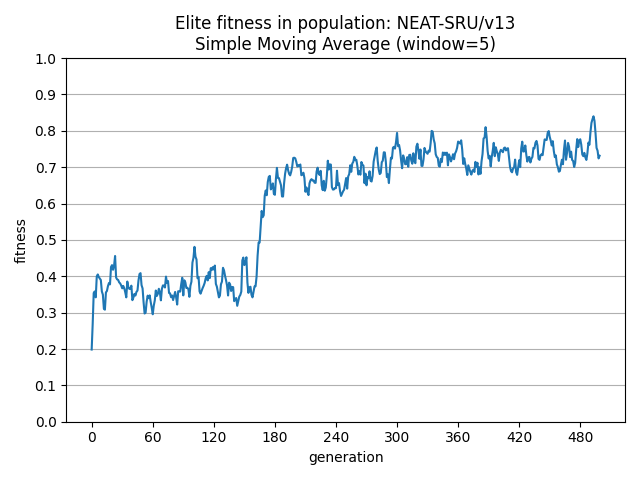 Elite fitness in population: NEAT-SRU/v13
Simple Moving Average (window=5)
1.0
0.9
0.8
0.7
0.6
0.5
0.4
0.3
0.2
0.1
0.0
fitness
0 60 120 180 240 300 360 420 480
generation